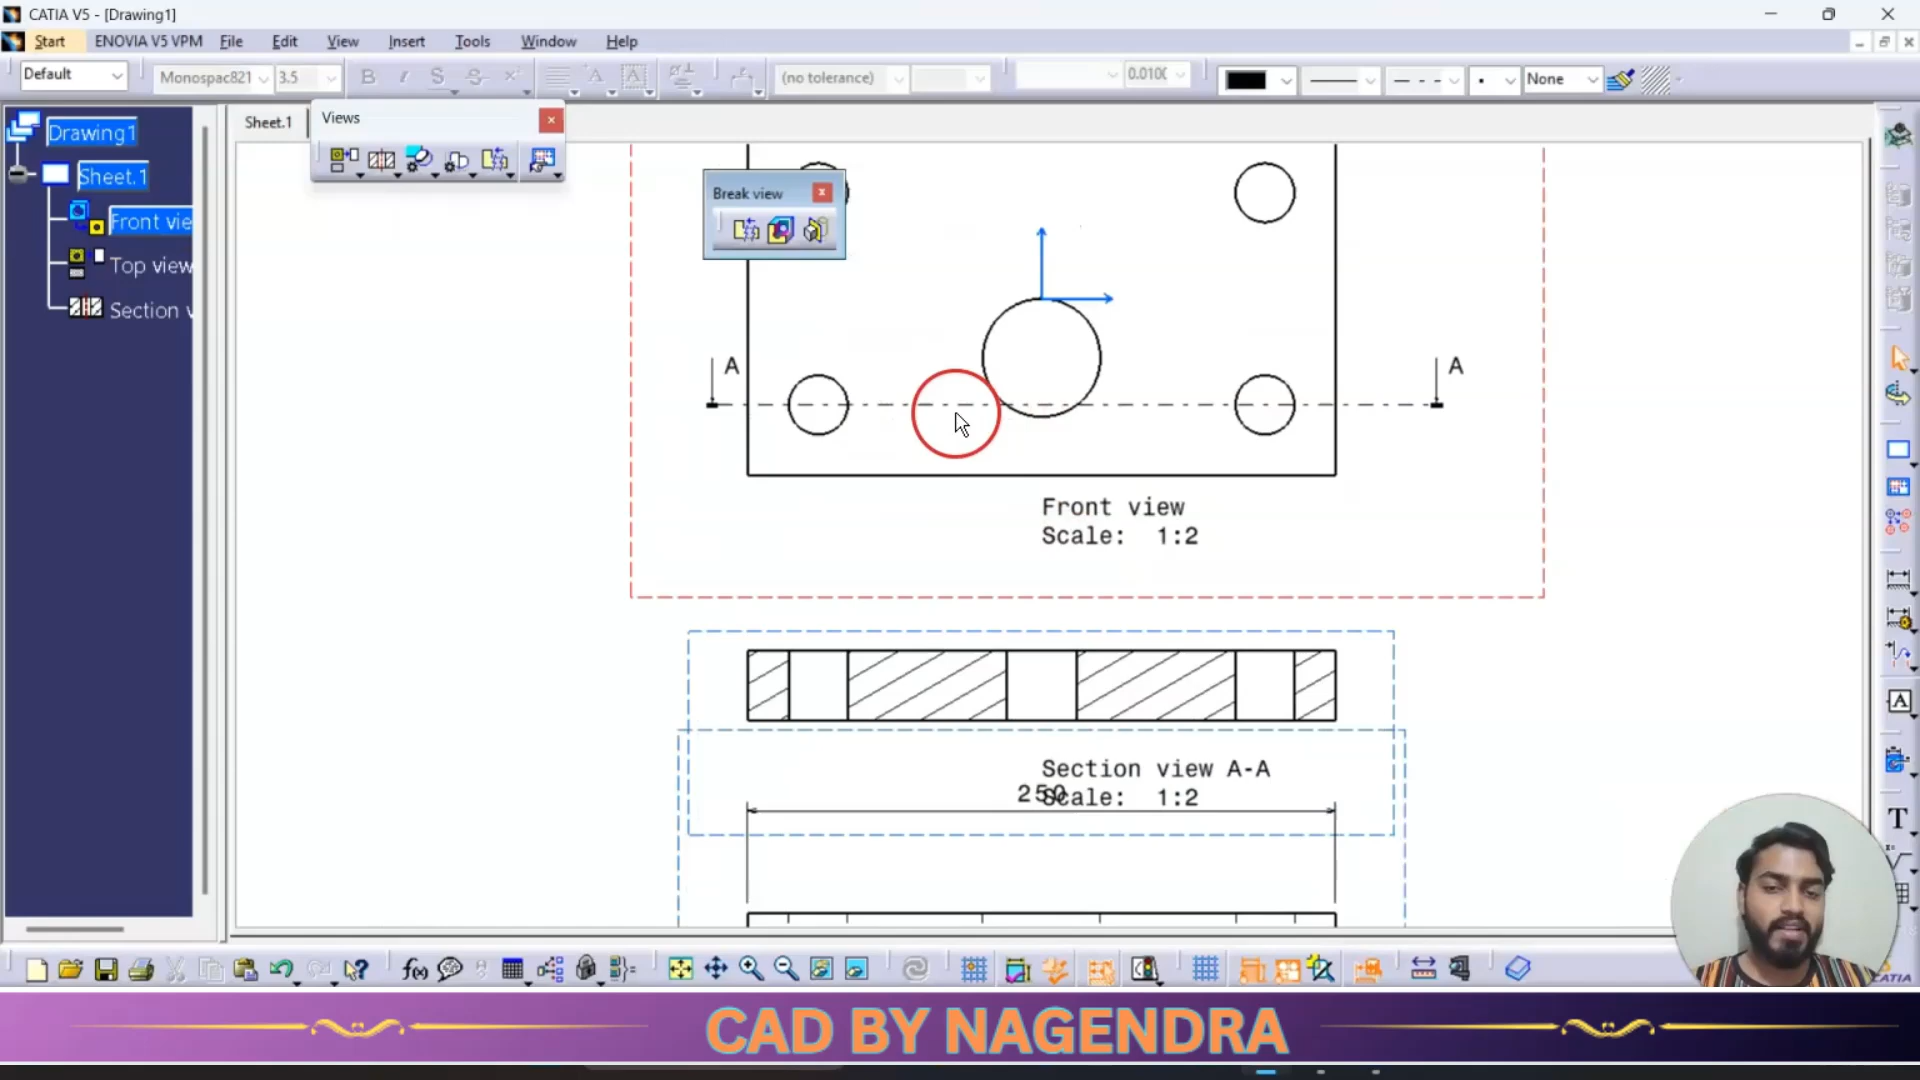 CATIA V5 - [Drawing1]
Start ENOVIA V5 VPM File Edit View Insert Tools Window Help
Default Monospac821 3.5 B S (no tolerance) None
Drawing1
Sheet.1
Front vie
Top view
Section v
Sheet.1
Views
Break view
A A
Front view
Scale: 1:2
Section view A-A
Scale: 1:2
250
f(x)
A
T
CATIA
CAD BY NAGENDRA